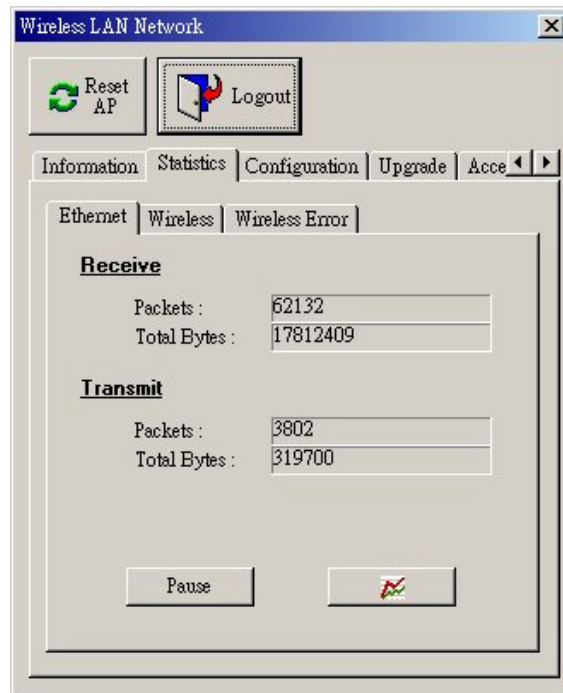 Wireless LAN Network
Reset AP
Logout
Information Statistics Configuration Upgrade Acce
Ethernet Wireless Wireless Error
Receive
Packets : 62132
Total Bytes : 17812409
Transmit
Packets : 3802
Total Bytes : 319700
Pause